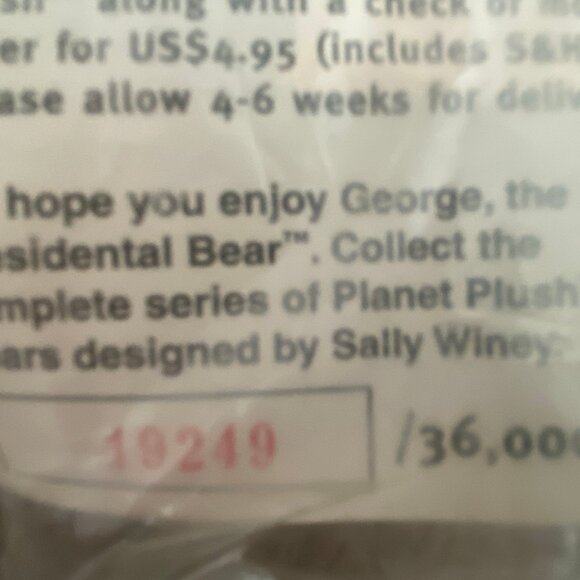 along with a check or
er for US$4.95 (includes S&H
ase allow 4-6 weeks for deliv
hope you enjoy George, the
sidental Bear™. Collect the
mplete series of Planet Plush
ars designed by Sally Winey.
19249 /36,000